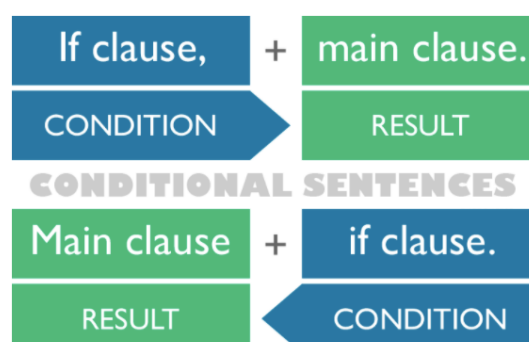 If clause, + main clause.
CONDITION RESULT
CONDITIONAL SENTENCES
Main clause + if clause.
RESULT CONDITION